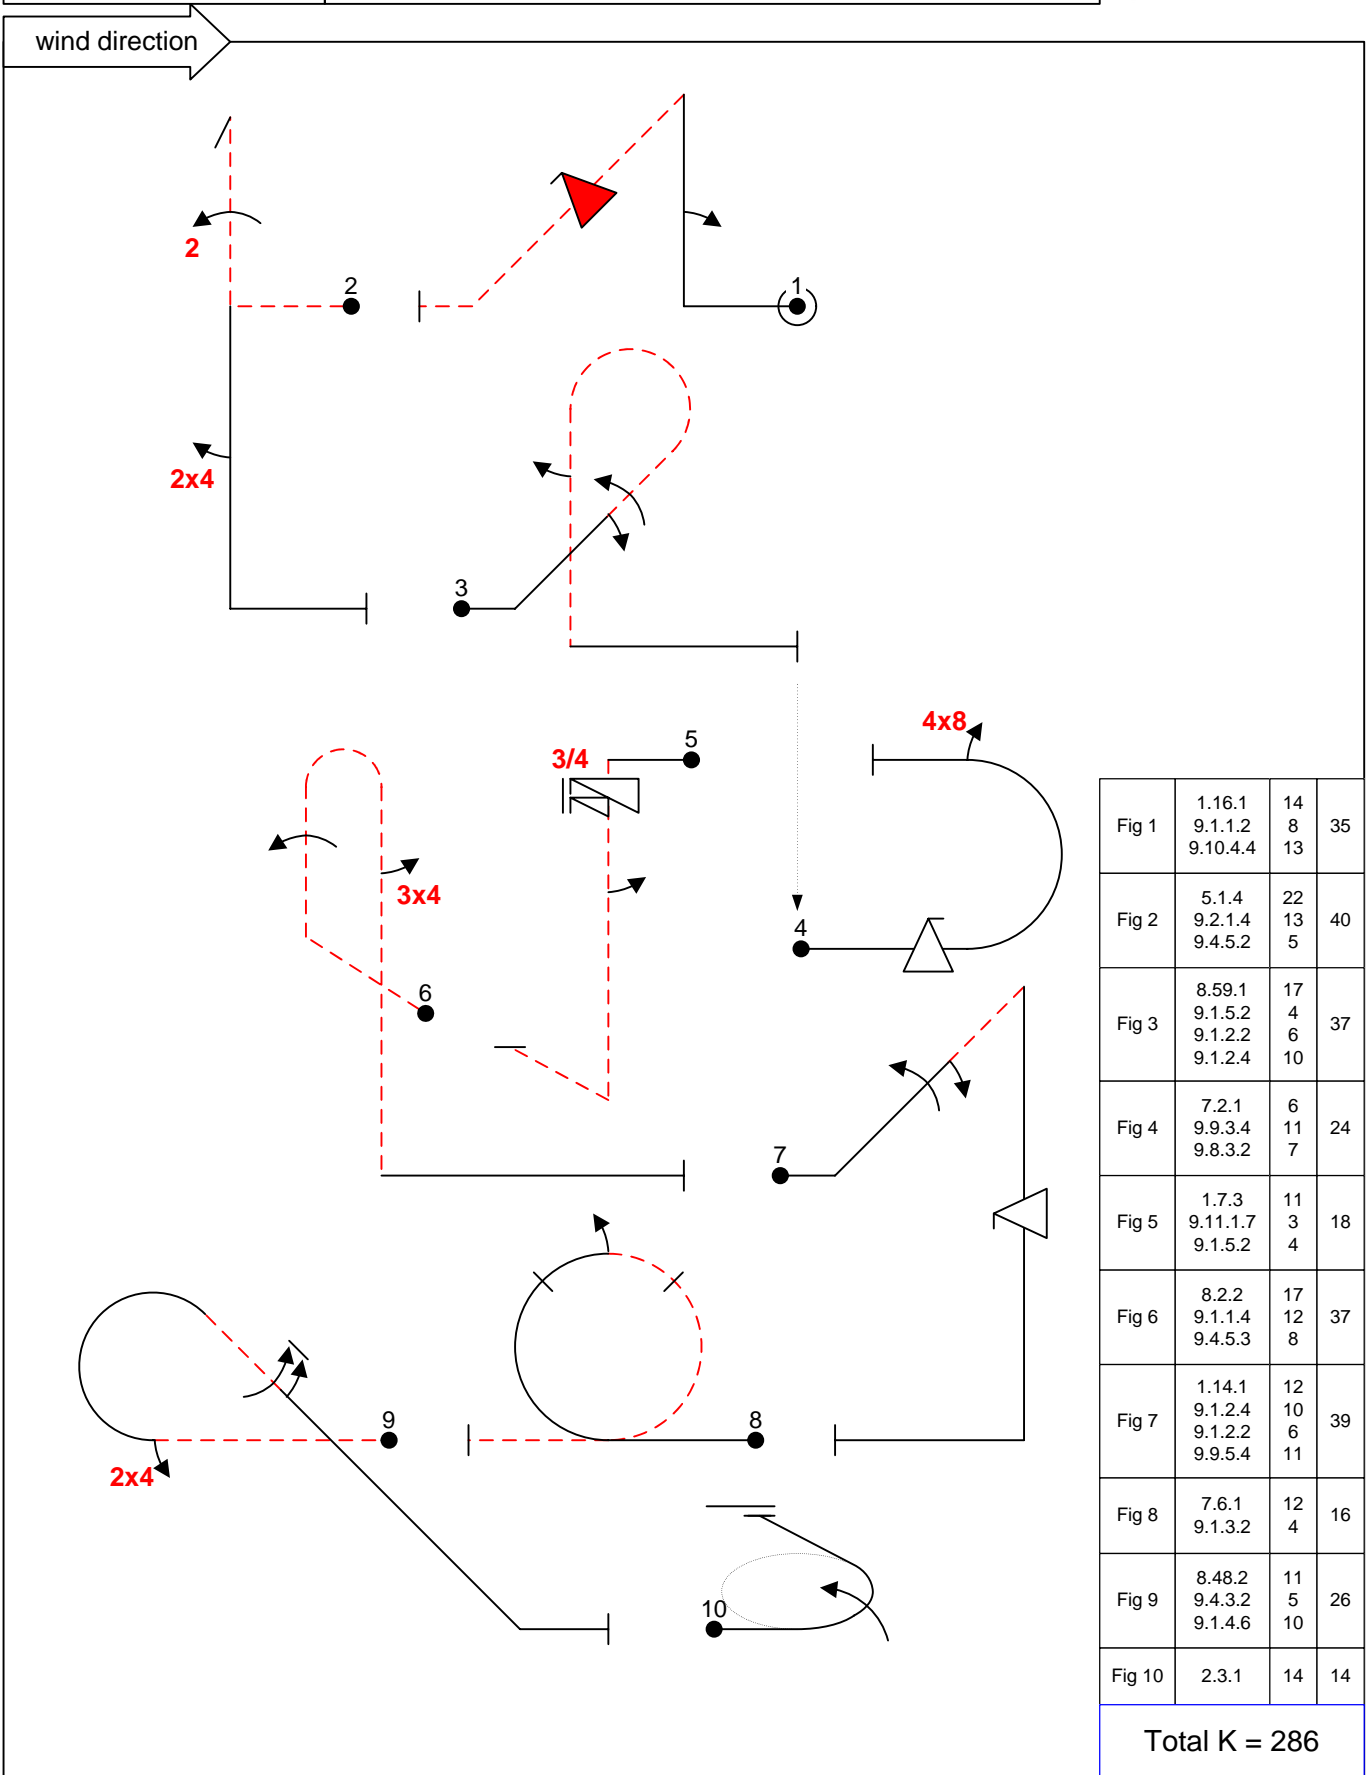 wind direction
1
2
2
2x4
3
5
4x8
3/4
3x4
4
6
7
8
9
2x4
10
Fig 1
1.16.1 14
9.1.1.2 8 35
9.10.4.4 13
Fig 2
5.1.4 22
9.2.1.4 13 40
9.4.5.2 5
Fig 3
8.59.1 17
9.1.5.2 4 37
9.1.2.2 6
9.1.2.4 10
Fig 4
7.2.1 6
9.9.3.4 11 24
9.8.3.2 7
Fig 5
1.7.3 11
9.11.1.7 3 18
9.1.5.2 4
Fig 6
8.2.2 17
9.1.1.4 12 37
9.4.5.3 8
Fig 7
1.14.1 12
9.1.2.4 10 39
9.1.2.2 6
9.9.5.4 11
Fig 8
7.6.1 12 16
9.1.3.2 4
Fig 9
8.48.2 11
9.4.3.2 5 26
9.1.4.6 10
Fig 10 2.3.1 14 14
Total K = 286